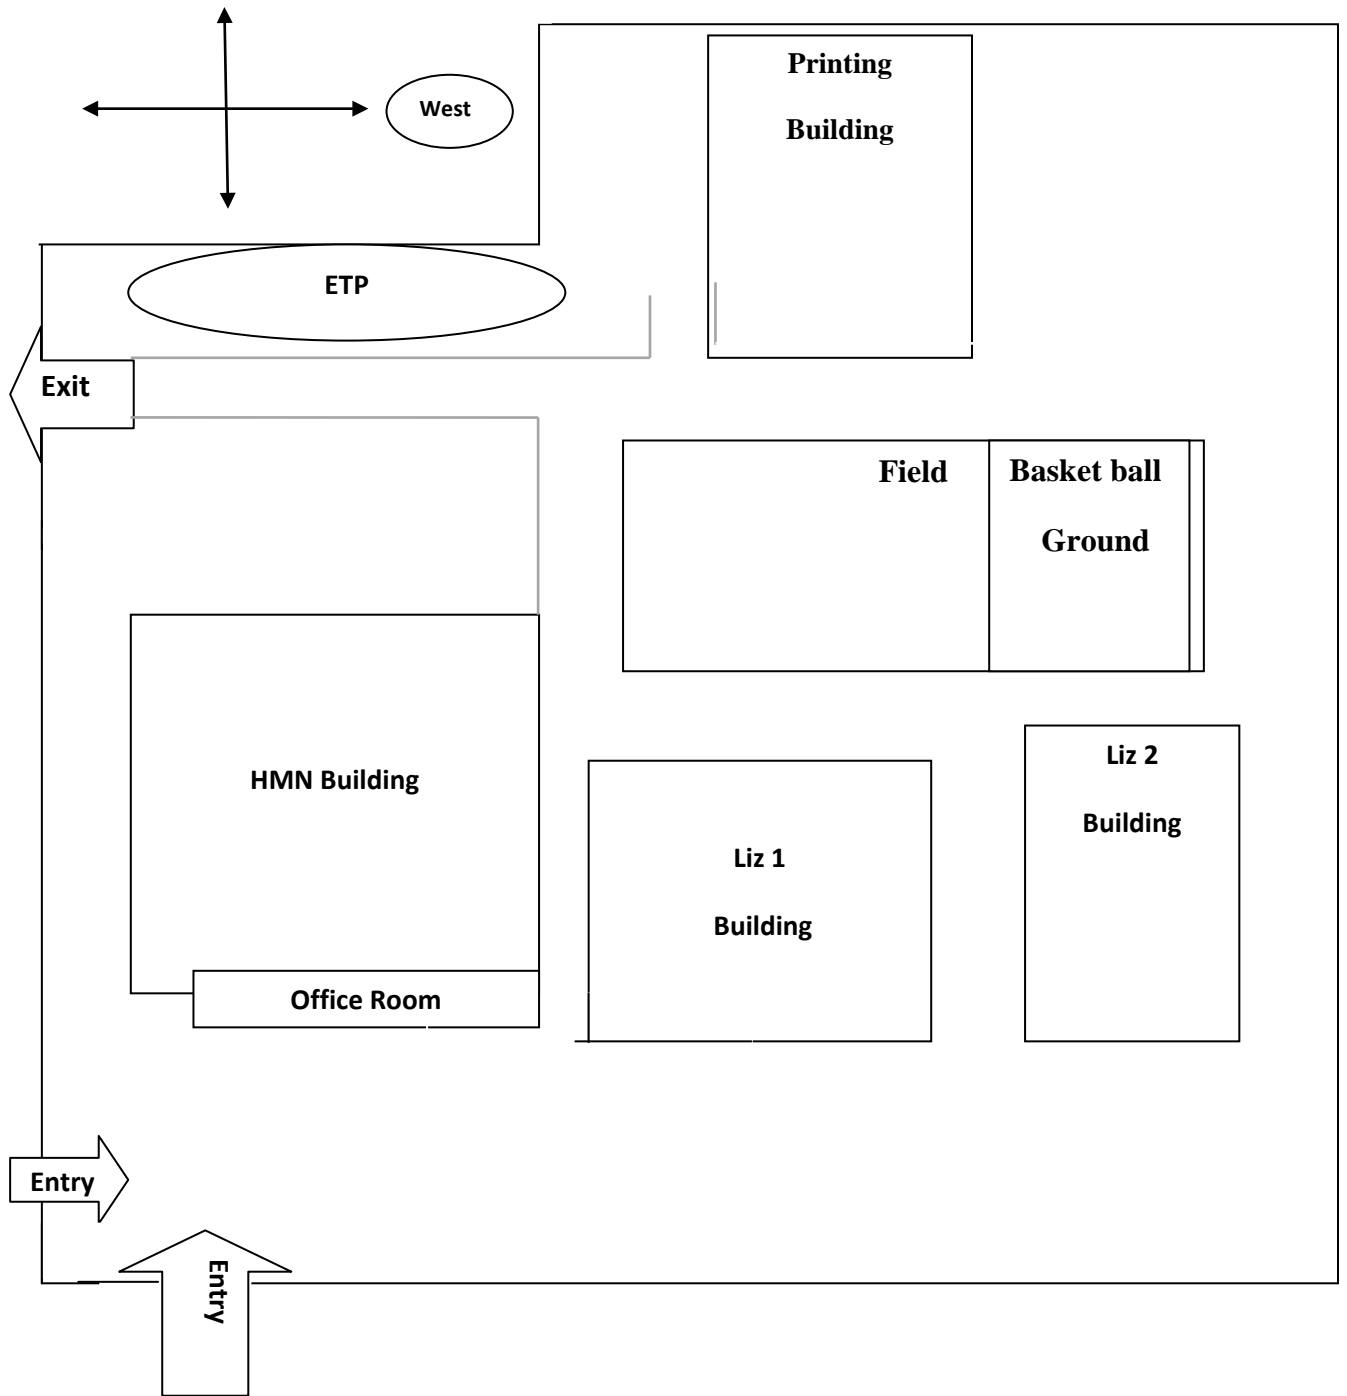 Printing
Building
West
ETP
Exit
Field
Basket ball
Ground
HMN Building
Liz 2
Building
Liz 1
Building
Office Room
Entry
Entry